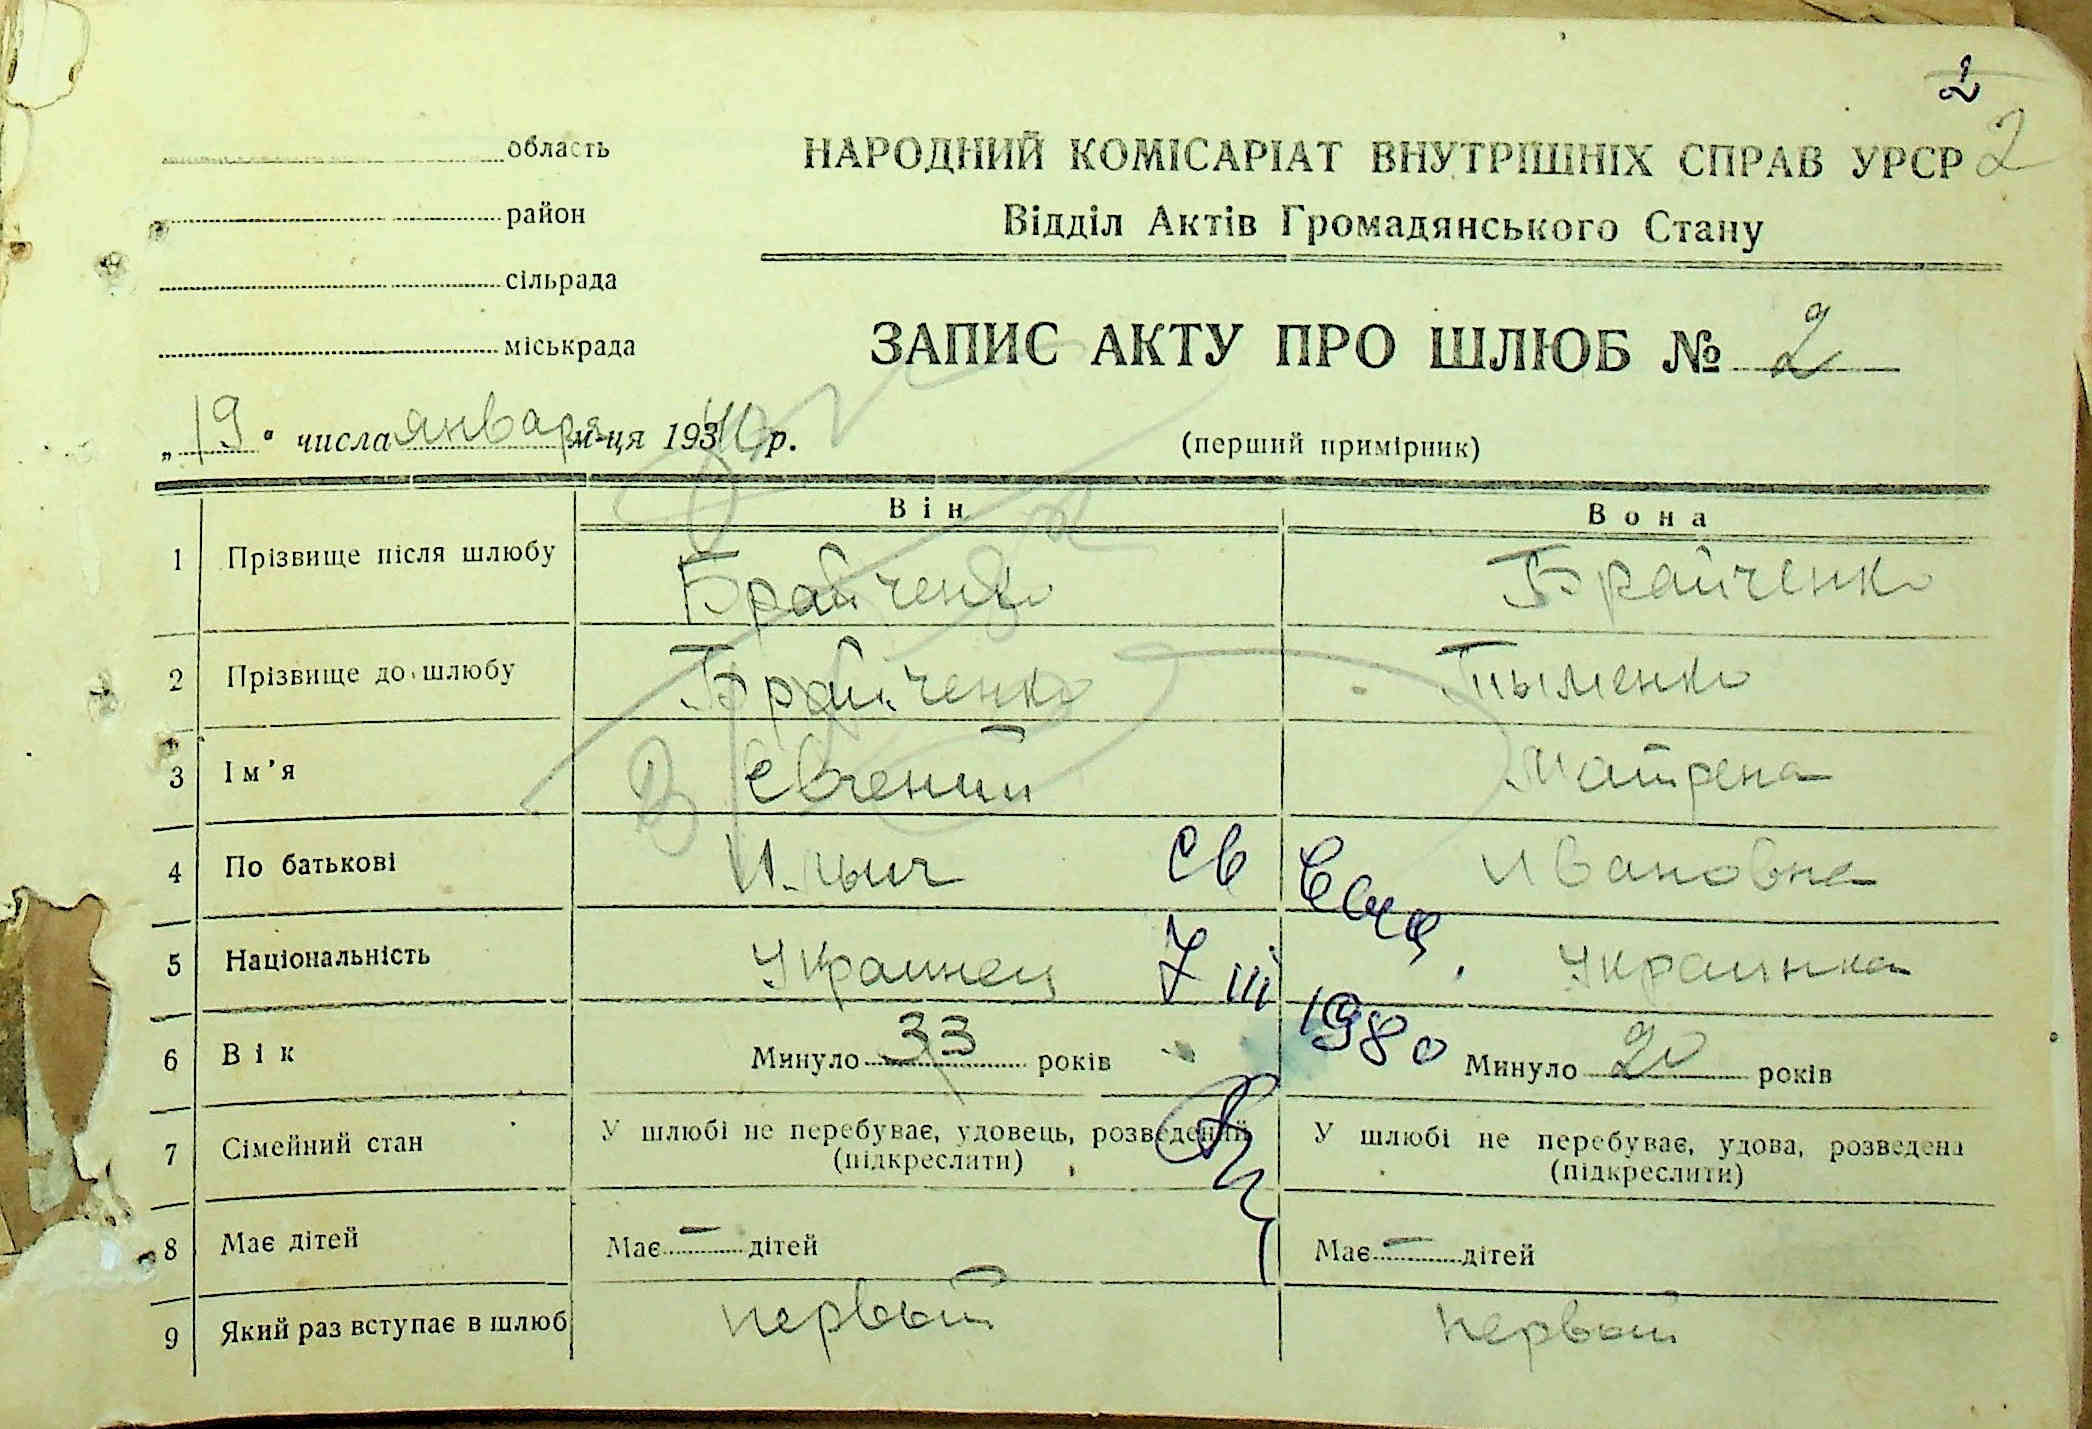 2
2
область
НАРОДНИЙ КОМІСАРІАТ ВНУТРІШНІХ СПРАВ УРСР
район
Відділ Актів Громадянського Стану
сільрада
міськрада
ЗАПИС АКТУ ПРО ШЛЮБ № 2
„19“ числа января м-ця 1940 р.
(перший примірник)
Він Вона
1 Прізвище після шлюбу Брайченко Брайченко
2 Прізвище до шлюбу Брайченко Тыменко
3 Ім’я Евгений Матрена
4 По батькові Ильич Ивановна
5 Національність Украинец Украинка
7 III 1980
6 Вік Минуло 33 років Минуло 20 років
7 Сімейний стан У шлюбі не перебуває, удовець, розведений (підкреслити) У шлюбі не перебуває, удова, розведена (підкреслити)
8 Має дітей Має — дітей Має — дітей
9 Який раз вступає в шлюб первый первый